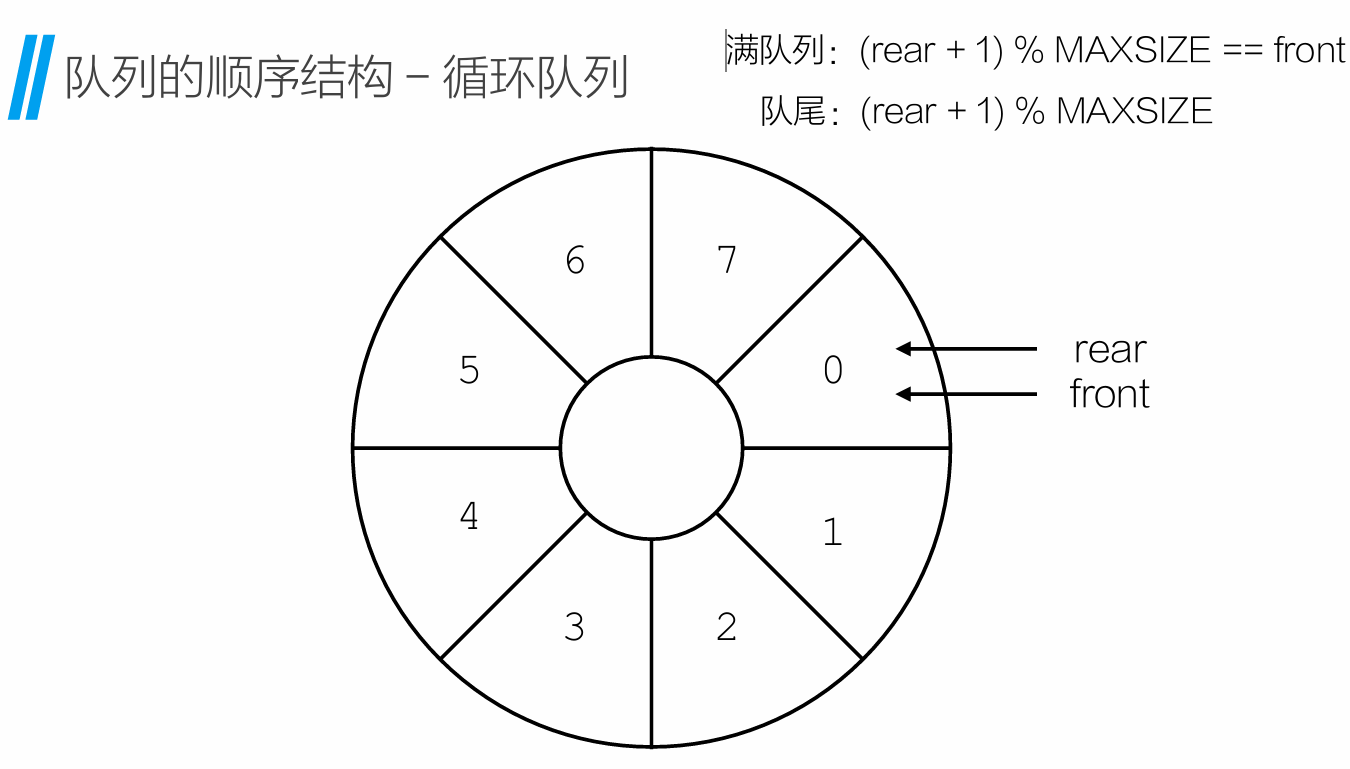 队列的顺序结构 – 循环队列
满队列：(rear + 1) % MAXSIZE == front
队尾：(rear + 1) % MAXSIZE
6
7
5
0
rear
front
4
1
3
2